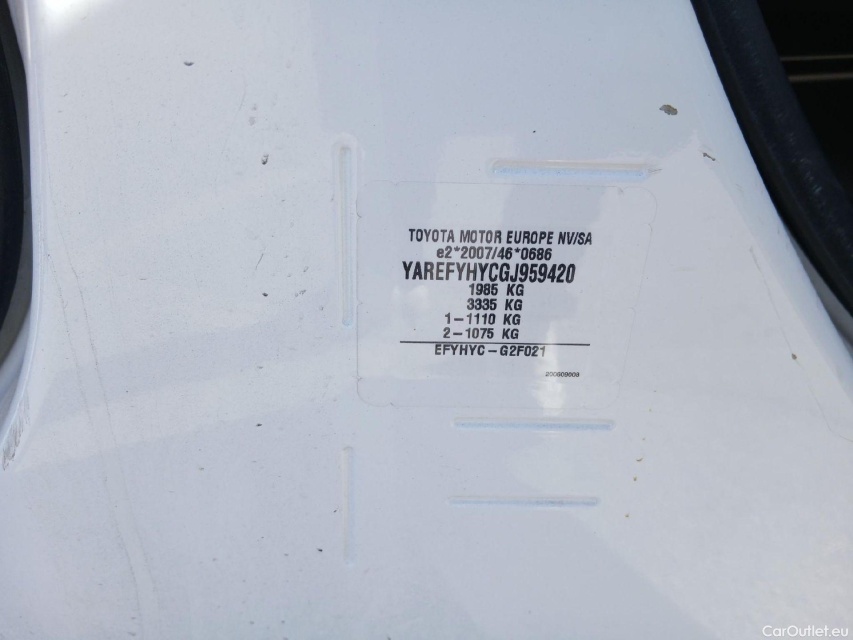 TOYOTA MOTOR EUROPE NV/SA
e2*2007/46*0686
YAREFYHYCGJ959420
1985 KG
3335 KG
1-1110 KG
2-1075 KG
EFYHYC-G2F021
200609009
CarOutlet.eu